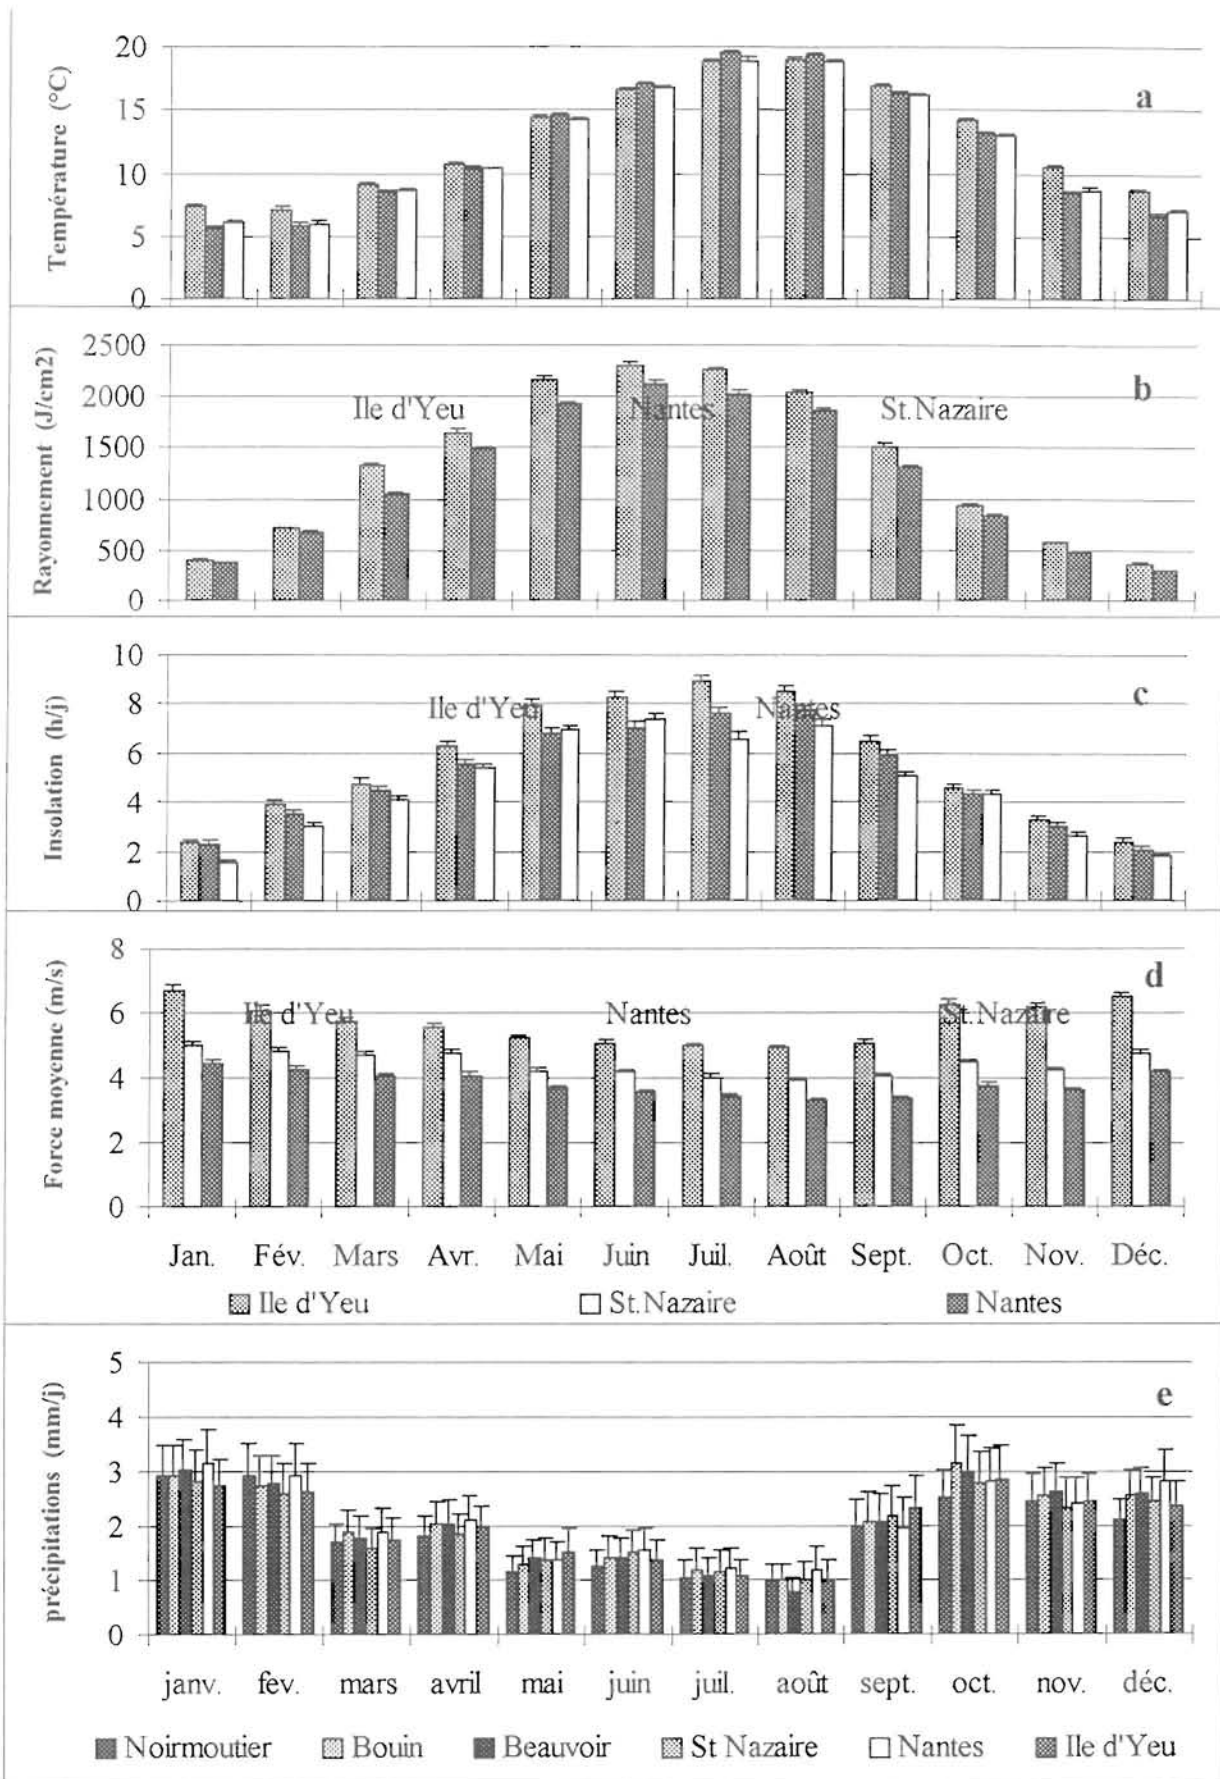 Température (°C)
20
15
10
5
0
a
Rayonnement (J/cm2)
2500
2000
1500
1000
500
0
Ile d'Yeu Nantes St.Nazaire
b
Insolation (h/j)
10
8
6
4
2
0
Ile d'Yeu Nantes
c
Force moyenne (m/s)
8
6
4
2
0
Ile d'Yeu Nantes St.Nazaire
d
Jan. Fév. Mars Avr. Mai Juin Juil. Août Sept. Oct. Nov. Déc.
Ile d'Yeu St.Nazaire Nantes
précipitations (mm/j)
5
4
3
2
1
0
e
janv. fev. mars avril mai juin juil. août sept. oct. nov. déc.
Noirmoutier Bouin Beauvoir St Nazaire Nantes Ile d'Yeu